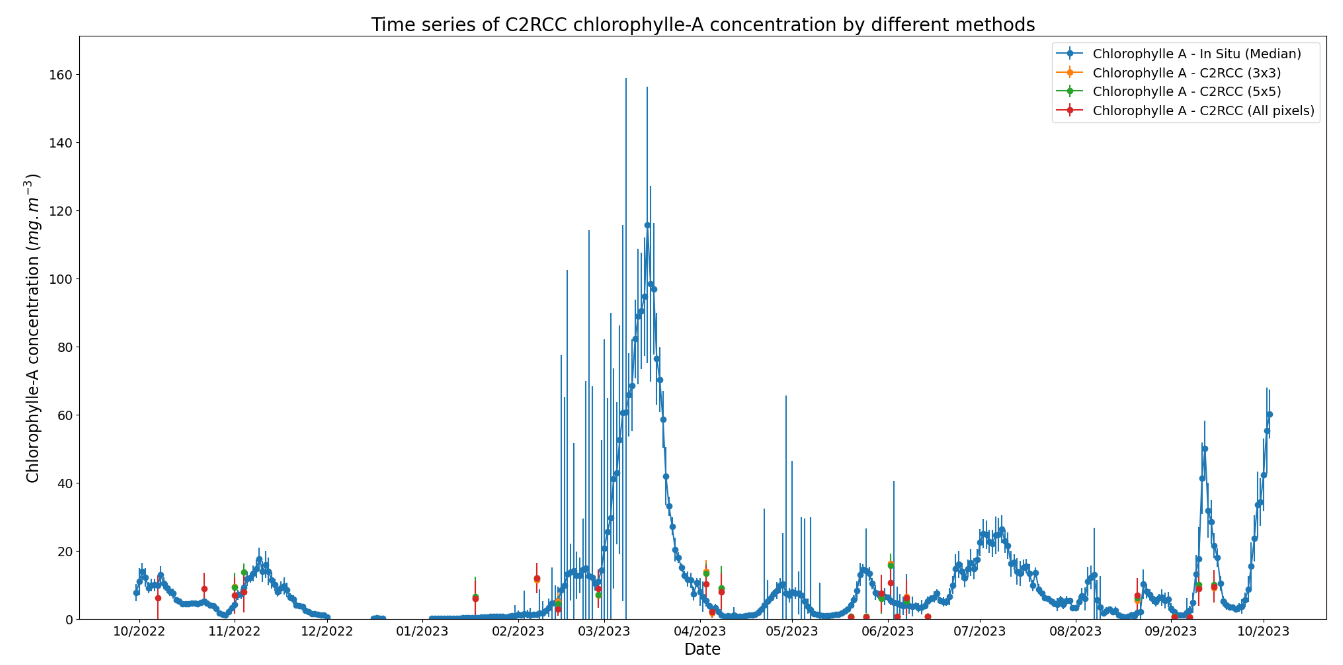 Time series of C2RCC chlorophylle-A concentration by different methods
Chlorophylle A - In Situ (Median)
Chlorophylle A - C2RCC (3x3)
Chlorophylle A - C2RCC (5x5)
Chlorophylle A - C2RCC (All pixels)
Chlorophylle-A concentration (mg.m⁻³)
160
140
120
100
80
60
40
20
0
10/2022 11/2022 12/2022 01/2023 02/2023 03/2023 04/2023 05/2023 06/2023 07/2023 08/2023 09/2023 10/2023
Date